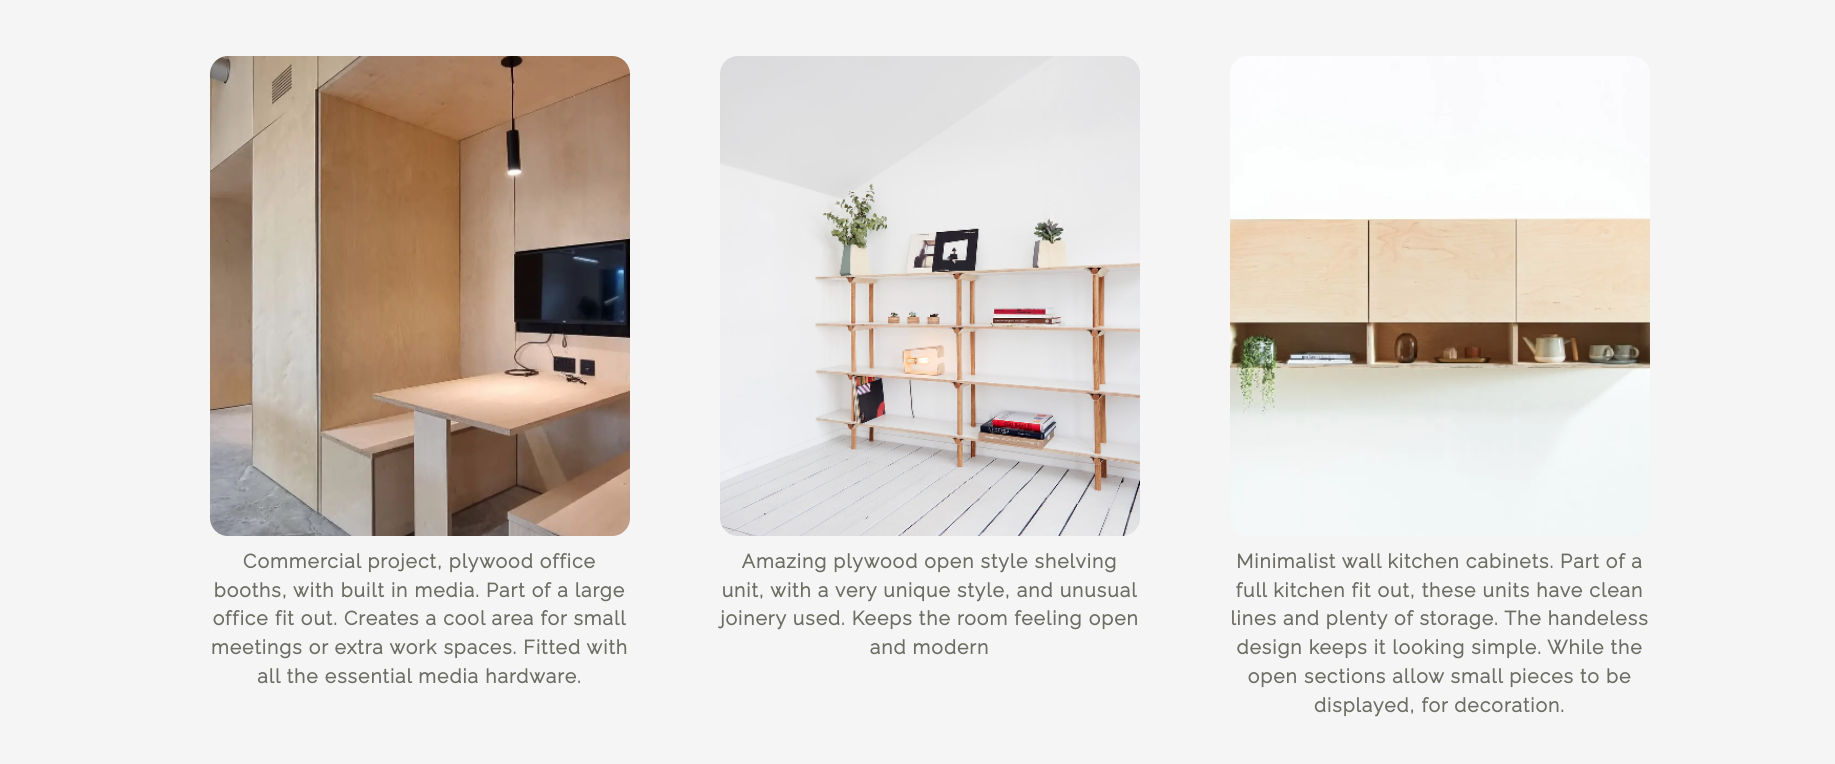 Commercial project, plywood office
booths, with built in media. Part of a large
office fit out. Creates a cool area for small
meetings or extra work spaces. Fitted with
all the essential media hardware.
Amazing plywood open style shelving
unit, with a very unique style, and unusual
joinery used. Keeps the room feeling open
and modern
Minimalist wall kitchen cabinets. Part of a
full kitchen fit out, these units have clean
lines and plenty of storage. The handeless
design keeps it looking simple. While the
open sections allow small pieces to be
displayed, for decoration.